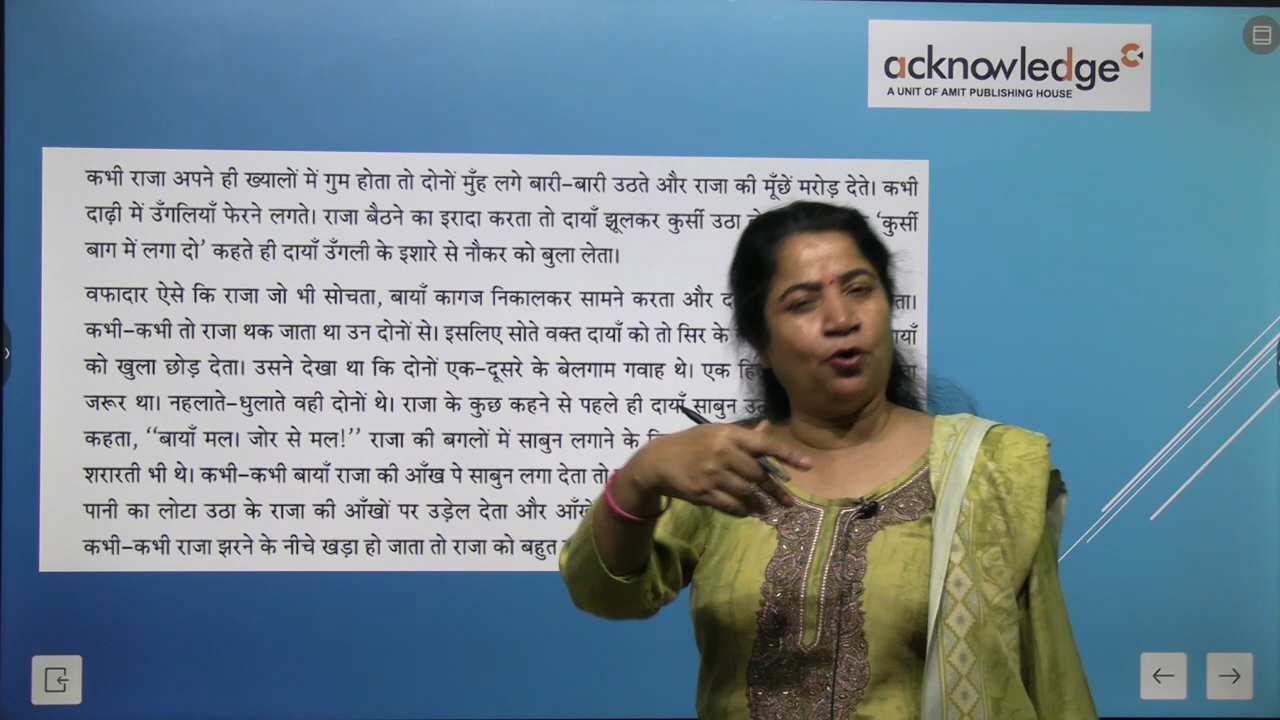 acknowledge
A UNIT OF AMIT PUBLISHING HOUSE
कभी राजा अपने ही ख्यालों में गुम होता तो दोनों मुँह लगे बारी-बारी उठते और राजा की मूँछें मरोड़ देते। कभी
दाढ़ी में उँगलियाँ फेरने लगते। राजा बैठने का इरादा करता तो दायाँ झूलकर कुर्सी उठा ‘कुर्सी
बाग में लगा दो’ कहते ही दायाँ उँगली के इशारे से नौकर को बुला लेता।
वफादार ऐसे कि राजा जो भी सोचता, बायाँ कागज निकालकर सामने करता और
कभी-कभी तो राजा थक जाता था उन दोनों से। इसलिए सोते वक्त दायाँ को तो सिर के
को खुला छोड़ देता। उसने देखा था कि दोनों एक-दूसरे के बेलगाम गवाह थे। एक
जरूर था। नहलाते-धुलाते वही दोनों थे। राजा के कुछ कहने से पहले ही दायाँ साबुन
कहता, “बायाँ मल। जोर से मल!” राजा की बगलों में साबुन लगाने के
शरारती भी थे। कभी-कभी बायाँ राजा की आँख पे साबुन लगा देता तो
पानी का लोटा उठा के राजा की आँखों पर उड़ेल देता और
कभी-कभी राजा झरने के नीचे खड़ा हो जाता तो राजा को बहुत